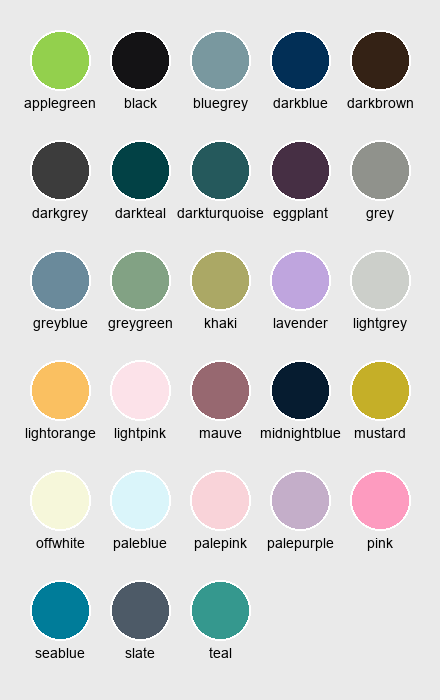 applegreen black bluegrey darkblue darkbrown
darkgrey darkteal darkturquoise eggplant grey
greyblue greygreen khaki lavender lightgrey
lightorange lightpink mauve midnightblue mustard
offwhite paleblue palepink palepurple pink
seablue slate teal